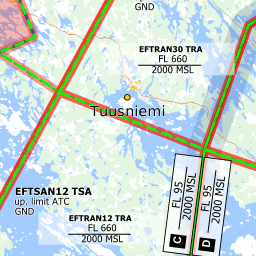 GND
EFTRAN30 TRA
FL 660
2000 MSL
Tuusniemi
EFTSAN12 TSA
up. limit ATC
GND
EFTRAN12 TRA
FL 660
2000 MSL
C
FL 95
2000 MSL
D
FL 95
2000 MSL